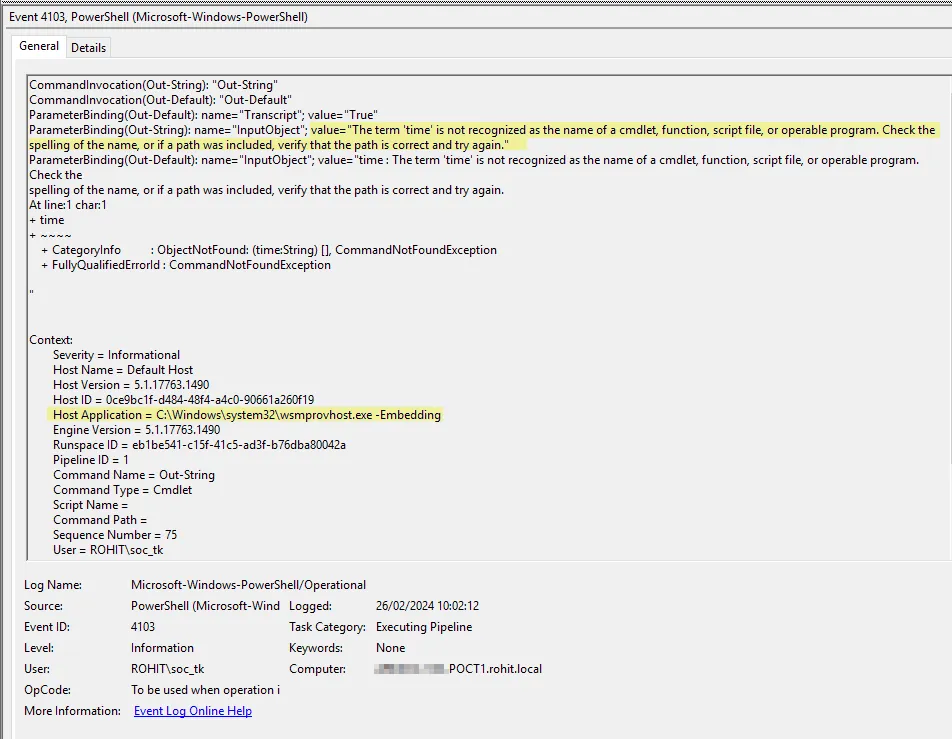 Event 4103, PowerShell (Microsoft-Windows-PowerShell)
General
Details
CommandInvocation(Out-String): "Out-String"
CommandInvocation(Out-Default): "Out-Default"
ParameterBinding(Out-Default): name="Transcript"; value="True"
ParameterBinding(Out-String): name="InputObject"; value="The term 'time' is not recognized as the name of a cmdlet, function, script file, or operable program. Check the
spelling of the name, or if a path was included, verify that the path is correct and try again."
ParameterBinding(Out-Default): name="InputObject"; value="time : The term 'time' is not recognized as the name of a cmdlet, function, script file, or operable program.
Check the
spelling of the name, or if a path was included, verify that the path is correct and try again.
At line:1 char:1
+ time
+ ~~~~
+ CategoryInfo : ObjectNotFound: (time:String) [], CommandNotFoundException
+ FullyQualifiedErrorId : CommandNotFoundException
"
Context:
Severity = Informational
Host Name = Default Host
Host Version = 5.1.17763.1490
Host ID = 0ce9bc1f-d484-48f4-a4c0-90661a260f19
Host Application = C:\Windows\system32\wsmprovhost.exe -Embedding
Engine Version = 5.1.17763.1490
Runspace ID = eb1be541-c15f-41c5-ad3f-b76dba80042a
Pipeline ID = 1
Command Name = Out-String
Command Type = Cmdlet
Script Name =
Command Path =
Sequence Number = 75
User = ROHIT\soc_tk
Log Name: Microsoft-Windows-PowerShell/Operational
Source: PowerShell (Microsoft-Wind Logged: 26/02/2024 10:02:12
Event ID: 4103 Task Category: Executing Pipeline
Level: Information Keywords: None
User: ROHIT\soc_tk Computer: POCT1.rohit.local
OpCode: To be used when operation i
More Information: Event Log Online Help